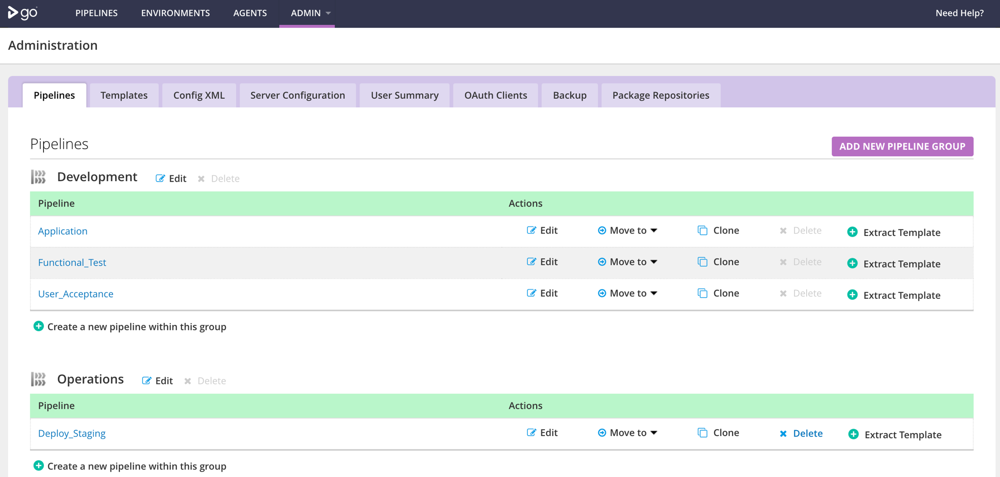 go PIPELINES ENVIRONMENTS AGENTS ADMIN Need Help?
Administration
Pipelines Templates Config XML Server Configuration User Summary OAuth Clients Backup Package Repositories
Pipelines ADD NEW PIPELINE GROUP
Development Edit Delete
Pipeline Actions
Application Edit Move to Clone Delete Extract Template
Functional_Test Edit Move to Clone Delete Extract Template
User_Acceptance Edit Move to Clone Delete Extract Template
Create a new pipeline within this group
Operations Edit Delete
Pipeline Actions
Deploy_Staging Edit Move to Clone Delete Extract Template
Create a new pipeline within this group